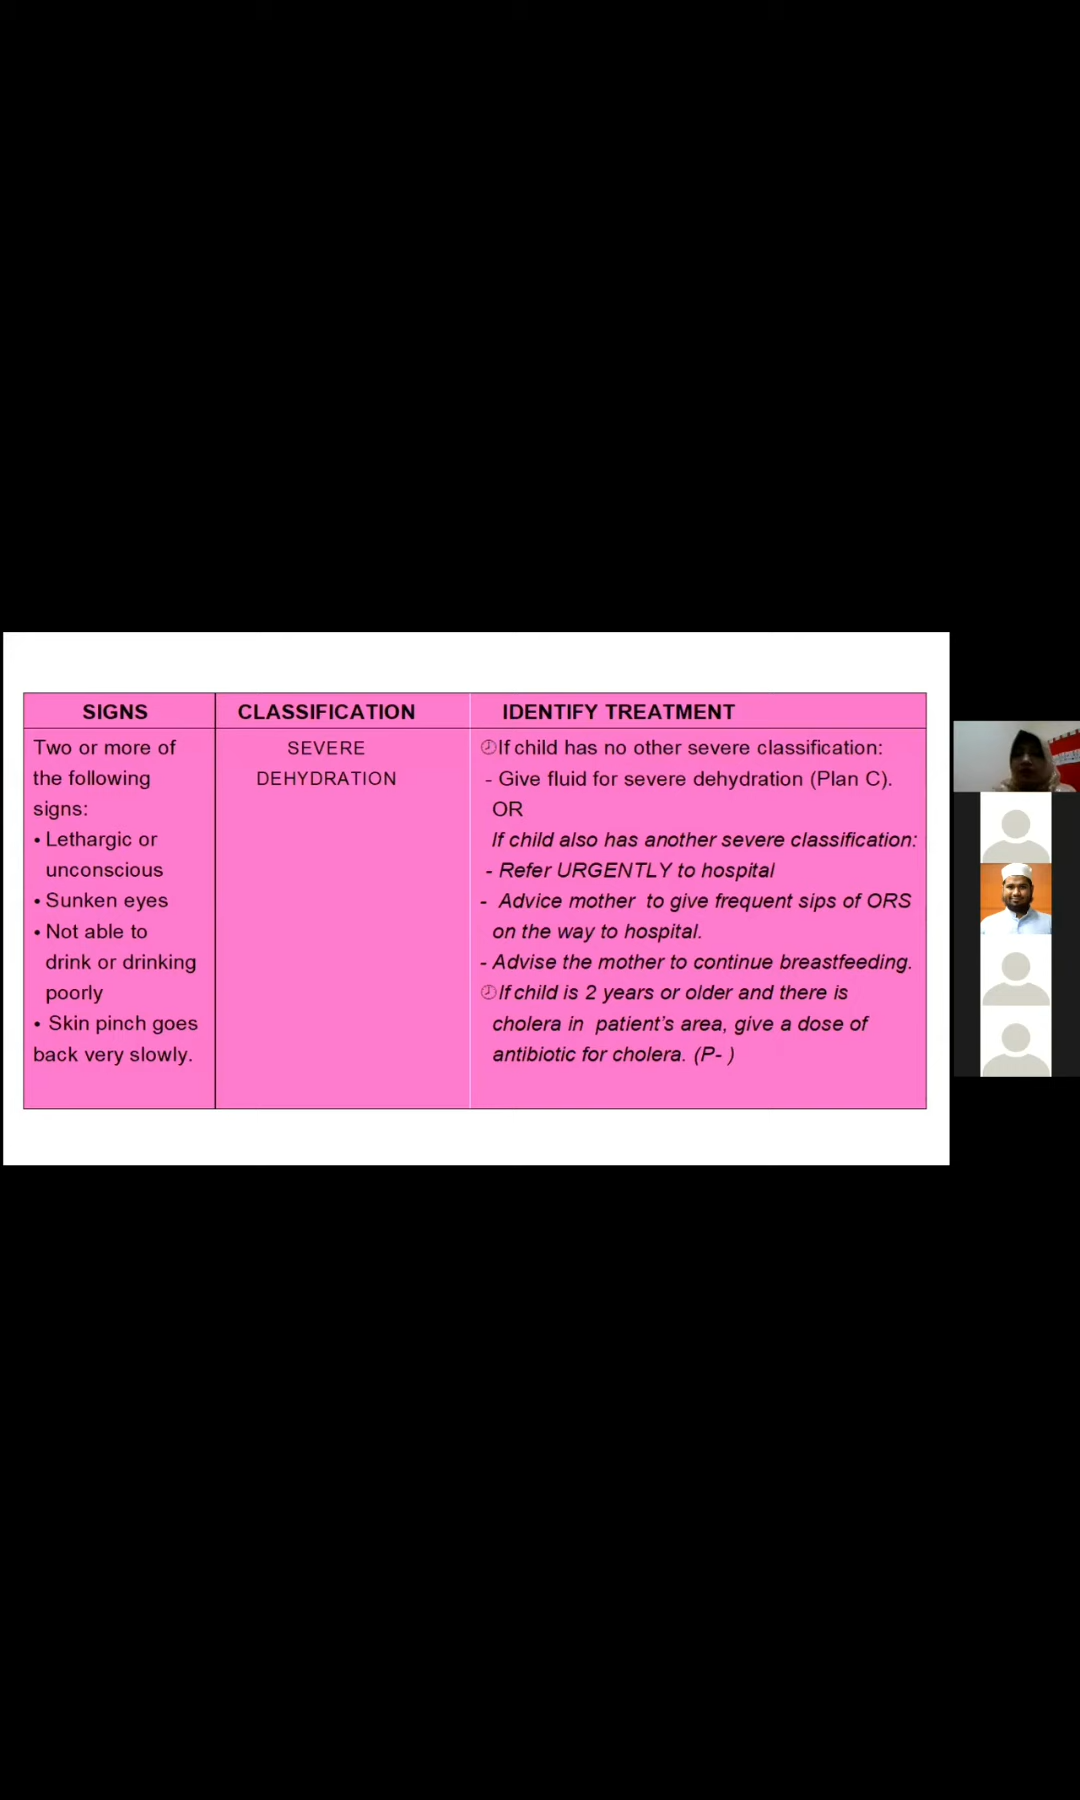 SIGNS
CLASSIFICATION
IDENTIFY TREATMENT
Two or more of
the following
signs:
• Lethargic or
unconscious
• Sunken eyes
• Not able to
drink or drinking
poorly
• Skin pinch goes
back very slowly.
SEVERE
DEHYDRATION
If child has no other severe classification:
- Give fluid for severe dehydration (Plan C).
OR
If child also has another severe classification:
- Refer URGENTLY to hospital
- Advice mother to give frequent sips of ORS
on the way to hospital.
- Advise the mother to continue breastfeeding.
If child is 2 years or older and there is
cholera in patient's area, give a dose of
antibiotic for cholera. (P- )